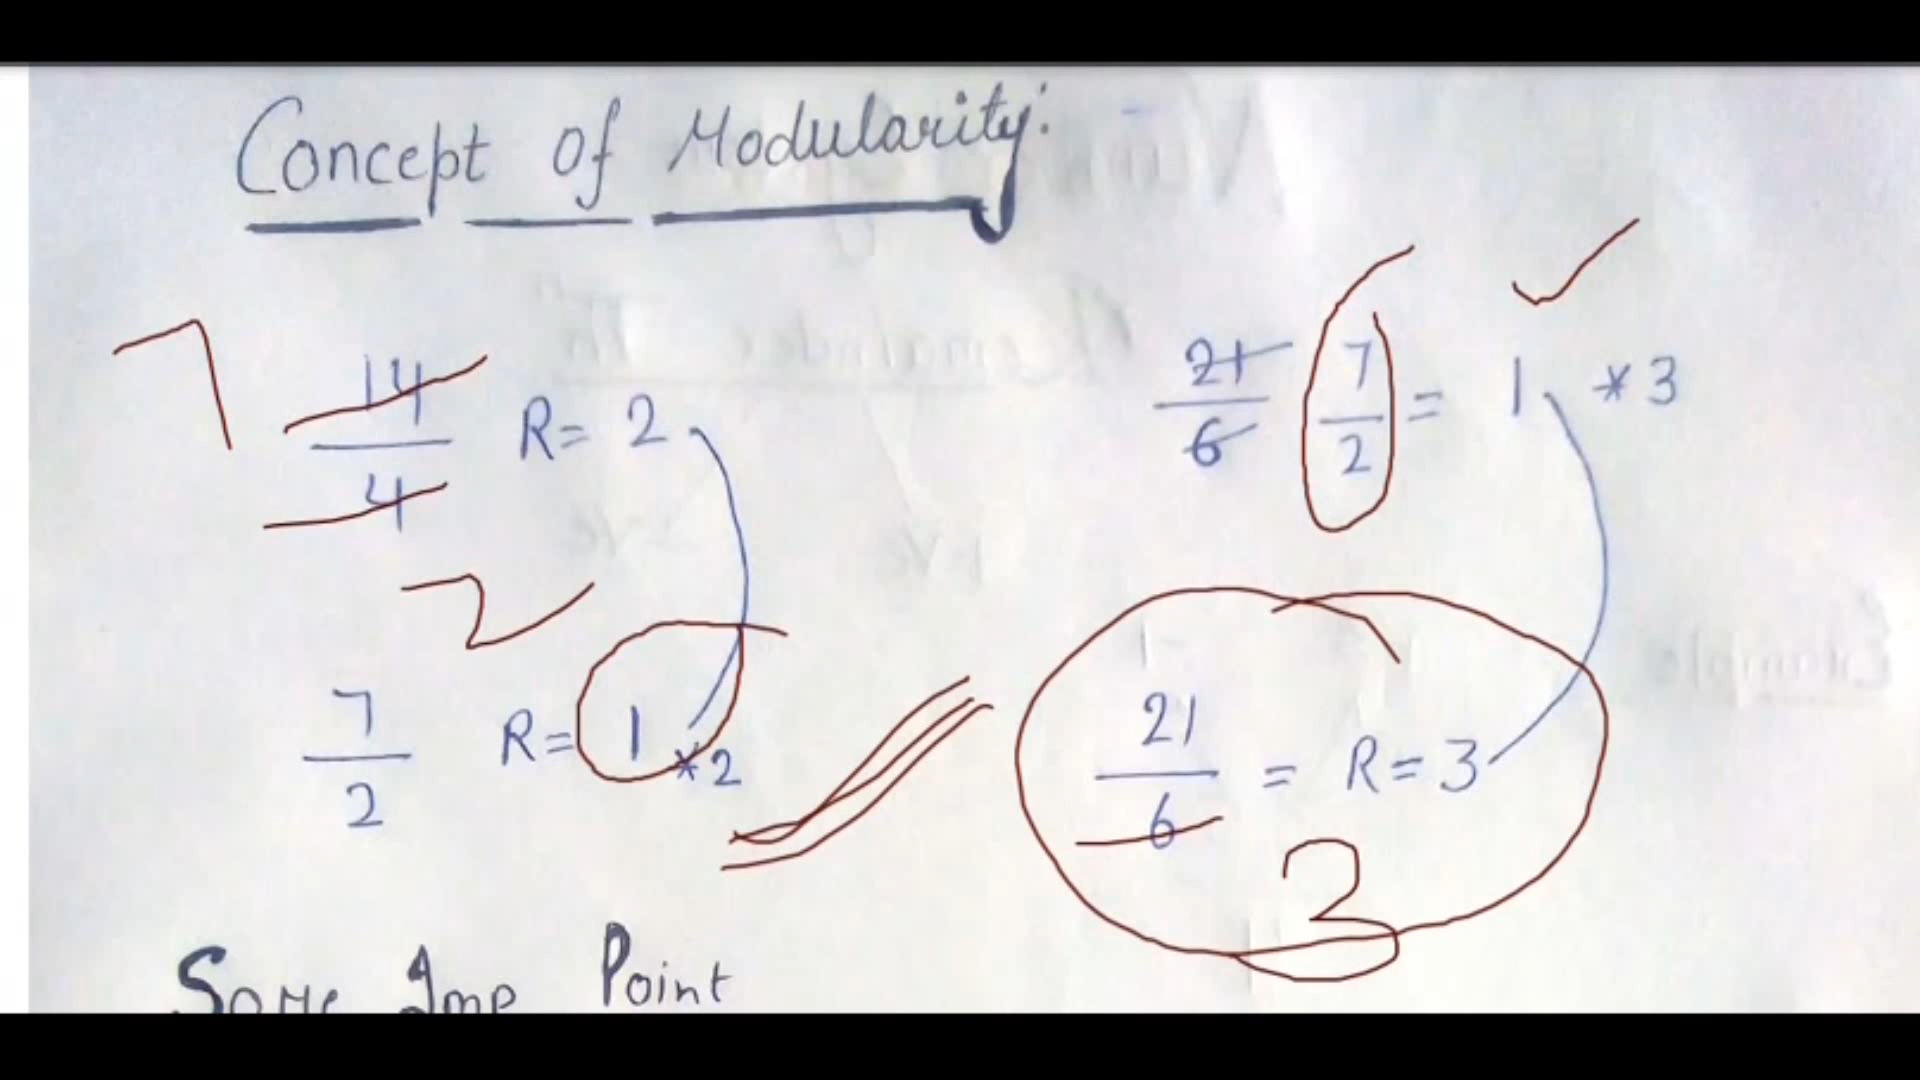 Concept of Modularity:
7
14/4 R= 2
2
7/2 R= 1 *2
21/6 7/2 = 1 *3
21/6 = R=3
3
Some Imp Point